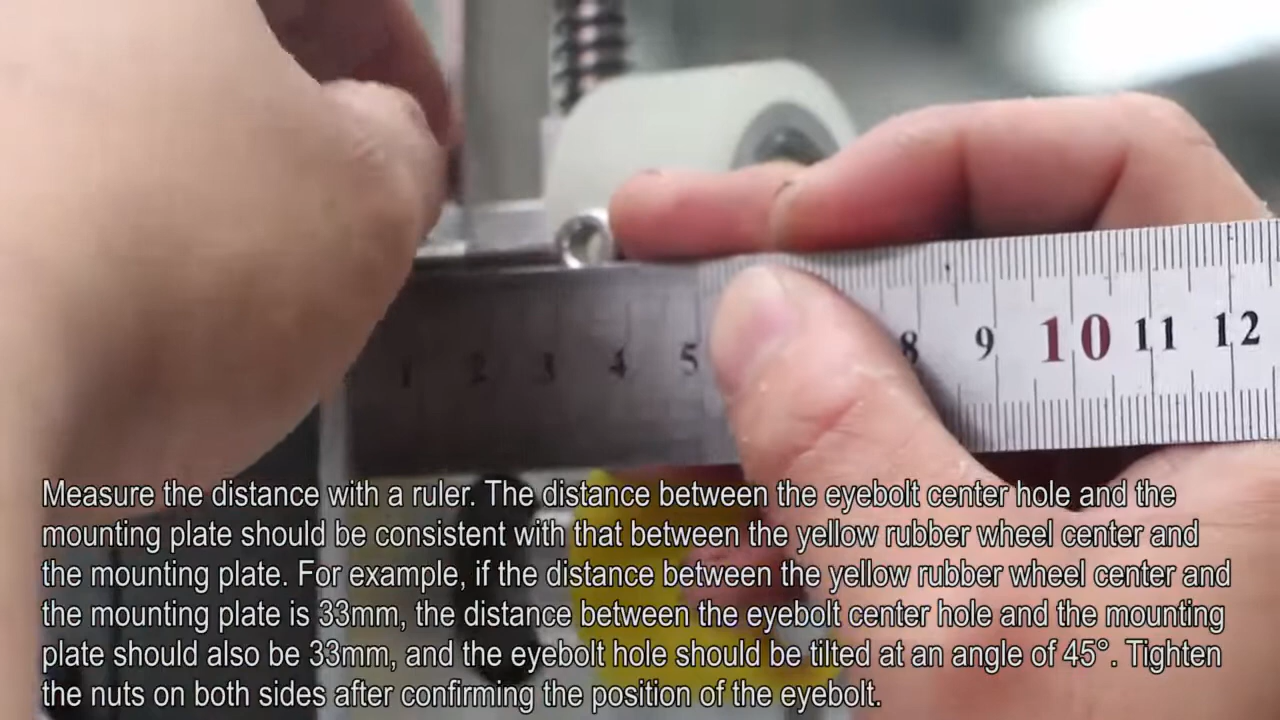 1 2 3 4 5 8 9 10 11 12
Measure the distance with a ruler. The distance between the eyebolt center hole and the
mounting plate should be consistent with that between the yellow rubber wheel center and
the mounting plate. For example, if the distance between the yellow rubber wheel center and
the mounting plate is 33mm, the distance between the eyebolt center hole and the mounting
plate should also be 33mm, and the eyebolt hole should be tilted at an angle of 45°. Tighten
the nuts on both sides after confirming the position of the eyebolt.